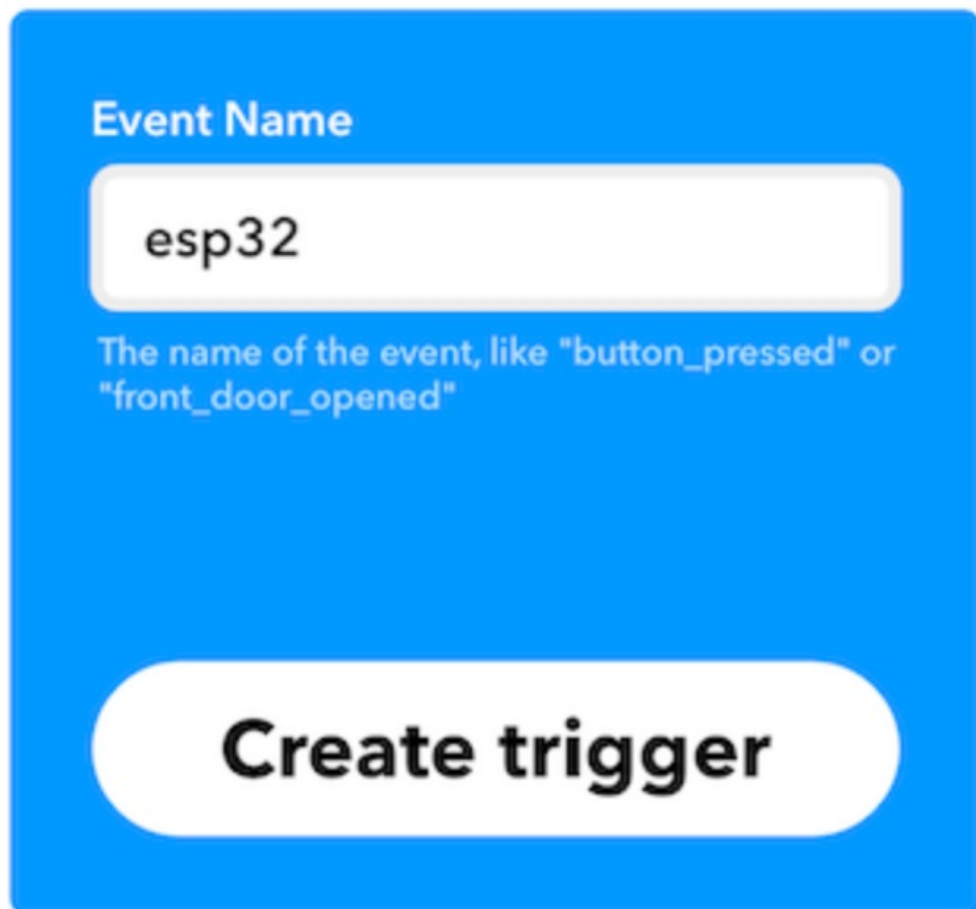 Event Name
esp32
The name of the event, like "button_pressed" or
"front_door_opened"
Create trigger